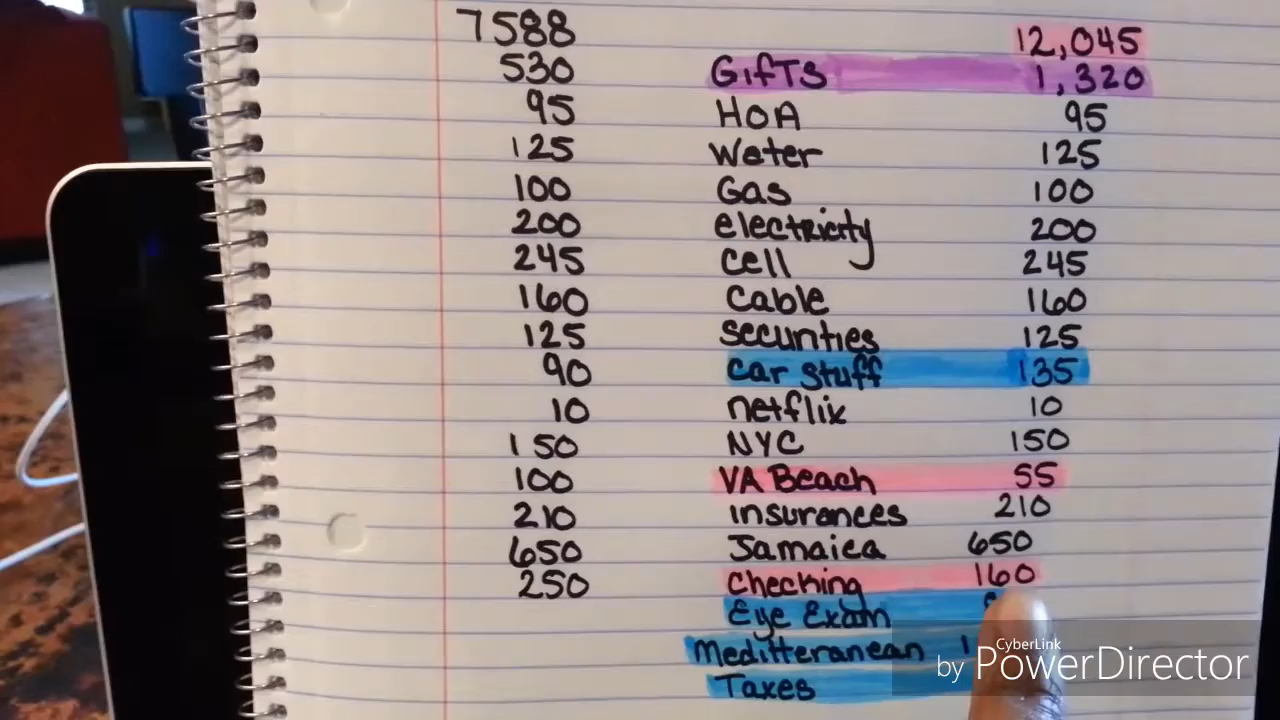 7588 12,045
530 Gifts 1,320
95 HOA 95
125 Water 125
100 Gas 100
200 electricity 200
245 cell 245
160 Cable 160
125 securities 125
90 Car stuff 135
10 netflix 10
150 NYC 150
100 VA Beach 55
210 insurances 210
650 Jamaica 650
250 Checking 160
Eye Exam
Meditteranean
Taxes
CyberLink
by PowerDirector